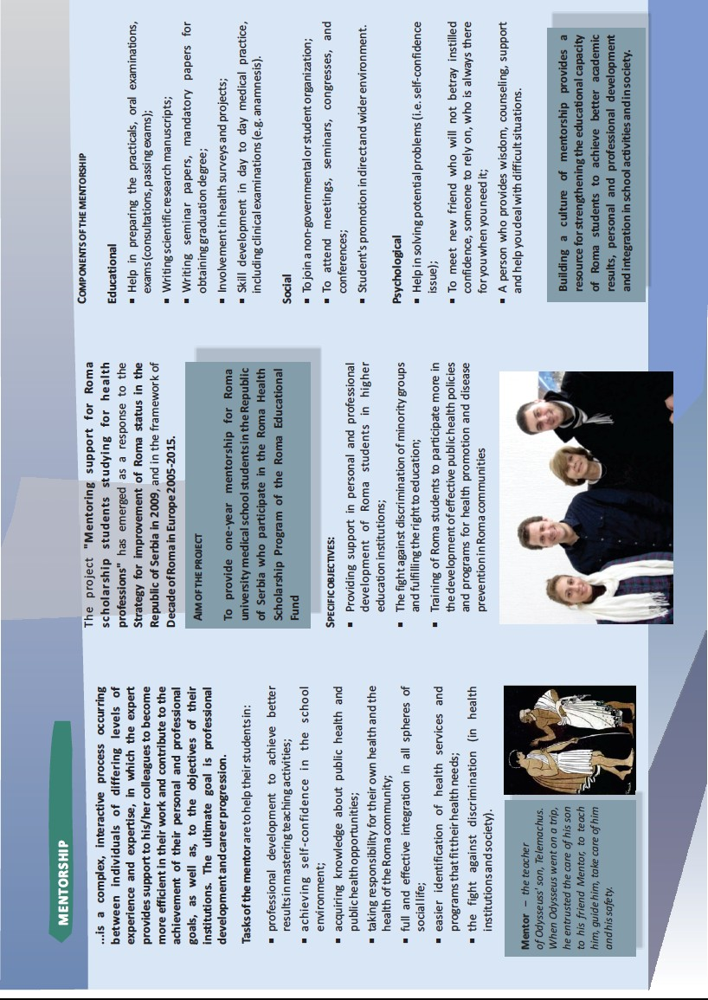 MENTORSHIP
...is a complex, interactive process occurring
between individuals of differing levels of
experience and expertise, in which the expert
provides support to his/her colleagues to become
more efficient in their work and contribute to the
achievement of their personal and professional
goals, as well as, to the objectives of their
institutions. The ultimate goal is professional
development and career progression.
Tasks of the mentor are to help their students in:
▪ professional development to achieve better
results in mastering teaching activities;
▪ achieving self-confidence in the school
environment;
▪ acquiring knowledge about public health and
public health opportunities;
▪ taking responsibility for their own health and the
health of the Roma community;
▪ full and effective integration in all spheres of
social life;
▪ easier identification of health services and
programs that fit their health needs;
▪ the fight against discrimination (in health
institutions and society).
Mentor – the teacher
of Odysseuss' son, Telemachus.
When Odysseus went on a trip,
he entrusted the care of his son
to his friend Mentor, to teach
him, guide him, take care of him
and his safety.
The project "Mentoring support for Roma
scholarship students studying for health
professions" has emerged as a response to the
Strategy for improvement of Roma status in the
Republic of Serbia in 2009, and in the framework of
Decade of Roma in Europe 2005-2015.
AIM OF THE PROJECT
To provide one-year mentorship for Roma
university medical school students in the Republic
of Serbia who participate in the Roma Health
Scholarship Program of the Roma Educational
Fund
SPECIFIC OBJECTIVES:
▪ Providing support in personal and professional
development of Roma students in higher
education institutions;
▪ The fight against discrimination of minority groups
and fulfilling the right to education;
▪ Training of Roma students to participate more in
the development of effective public health policies
and programs for health promotion and disease
prevention in Roma communities
COMPONENTS OF THE MENTORSHIP
Educational
▪ Help in preparing the practicals, oral examinations,
exams (consultations, passing exams);
▪ Writing scientific research manuscripts;
▪ Writing seminar papers, mandatory papers for
obtaining graduation degree;
▪ Involvement in health surveys and projects;
▪ Skill development in day to day medical practice,
including clinical examinations (e.g. anamnesis).
Social
▪ To join a non-governmental or student organization;
▪ To attend meetings, seminars, congresses, and
conferences;
▪ Student's promotion in direct and wider environment.
Psychological
▪ Help in solving potential problems (i.e. self-confidence
issue);
▪ To meet new friend who will not betray instilled
confidence, someone to rely on, who is always there
for you when you need it;
▪ A person who provides wisdom, counseling, support
and help you deal with difficult situations.
Building a culture of mentorship provides a
resource for strengthening the educational capacity
of Roma students to achieve better academic
results, personal and professional development
and integration in school activities and in society.